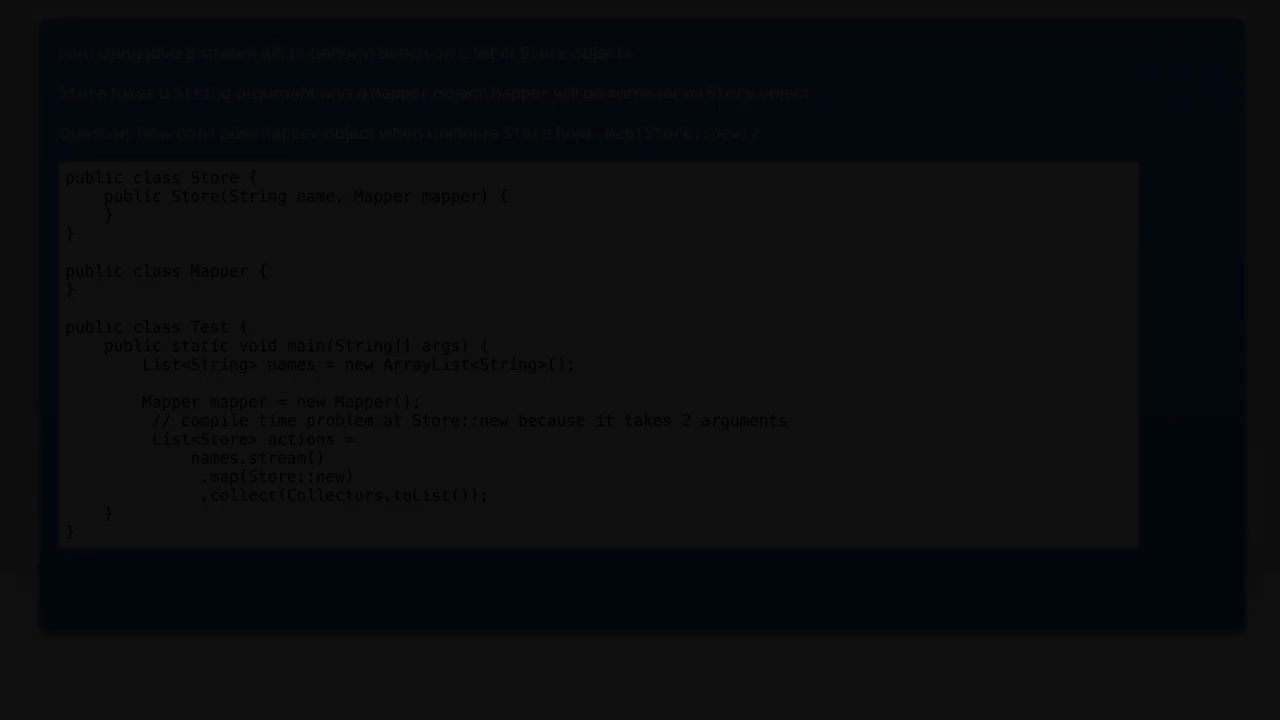 I am using java 8 stream API to perform action on a list of Store objects.
Store takes a String argument and a Mapper object. Mapper will be same for all Store object.
Question: How can I pass Mapper object when I initialize Store here .map(Store::new)?
public class Store {
    public Store(String name, Mapper mapper) {
    }
}
public class Mapper {
}
public class Test {
    public static void main(String[] args) {
        List<String> names = new ArrayList<String>();
        Mapper mapper = new Mapper();
         // compile time problem at Store::new because it takes 2 arguments
         List<Store> actions =
             names.stream()
              .map(Store::new)
              .collect(Collectors.toList());
    }
}